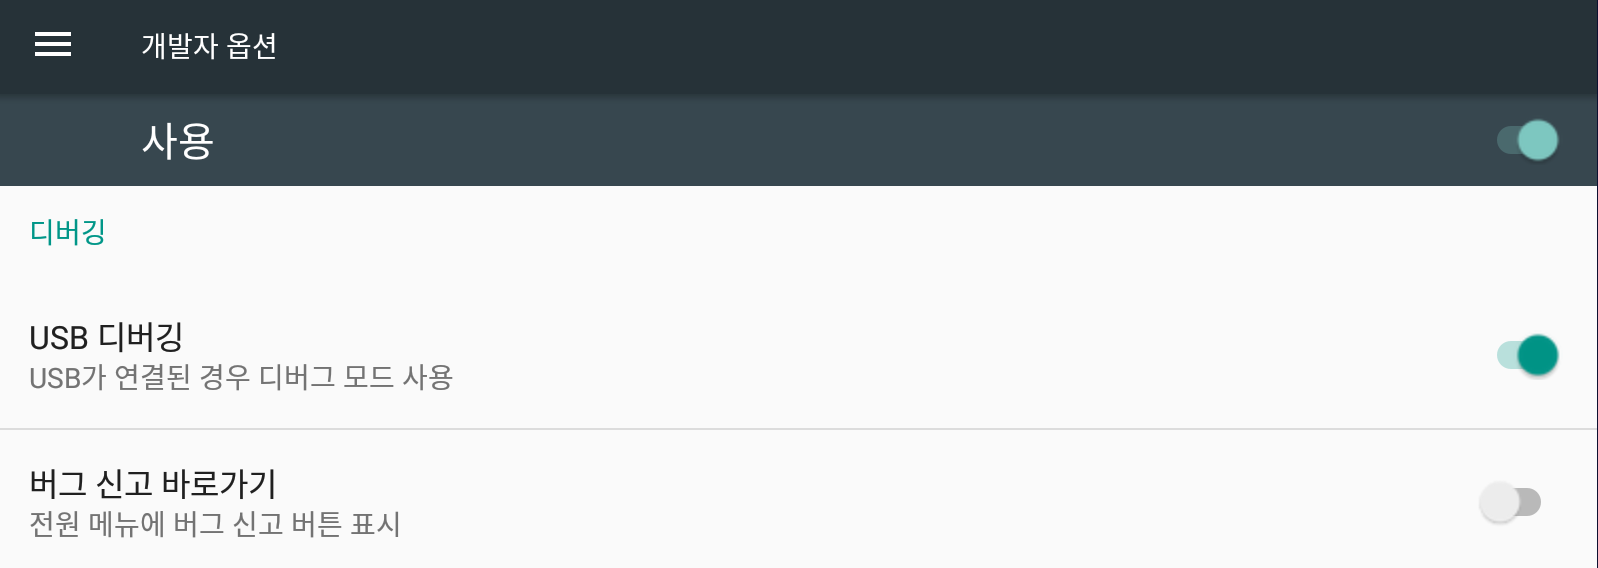 개발자 옵션
사용
디버깅
USB 디버깅
USB가 연결된 경우 디버그 모드 사용
버그 신고 바로가기
전원 메뉴에 버그 신고 버튼 표시